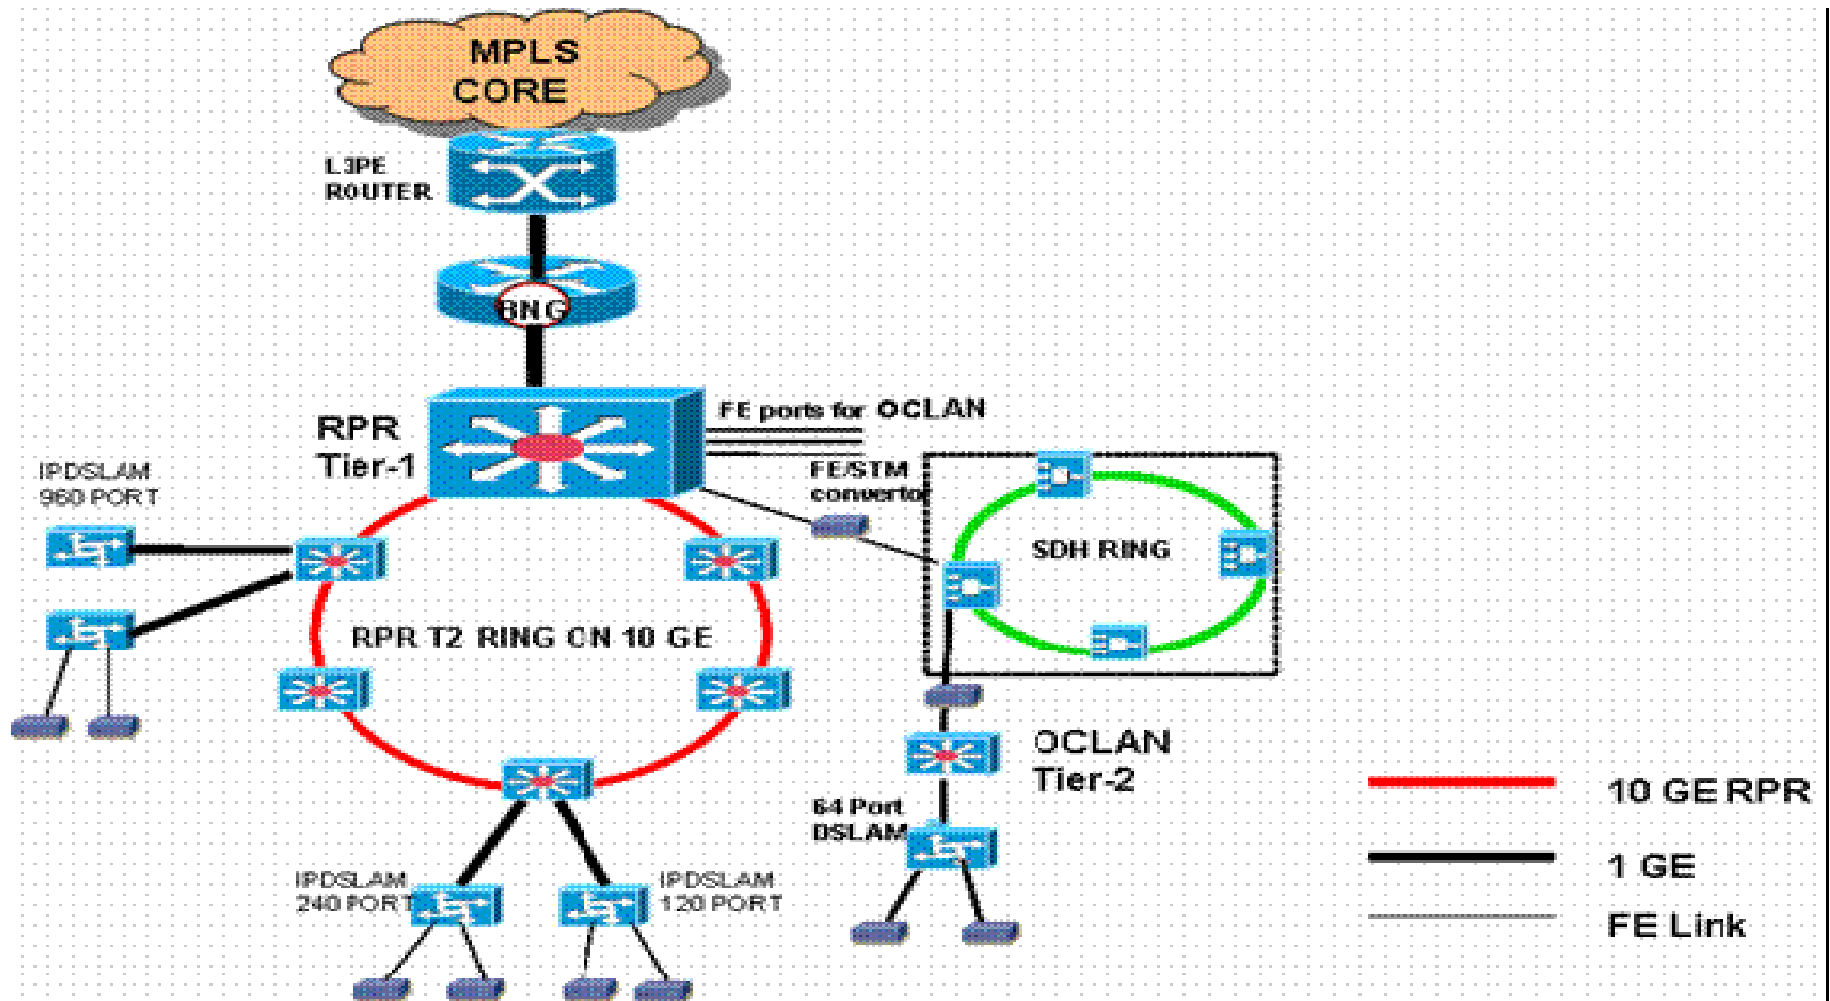 MPLS
CORE
L3PE
ROUTER
BNG
RPR
Tier-1
FE ports for OCLAN
IPDSLAM
960 PORT
FE/STM
convertor
SDH RING
RPR T2 RING ON 10 GE
OCLAN
Tier-2
64 Port
DSLAM
IPDSLAM
240 PORT
IPDSLAM
120 PORT
10 GE RPR
1 GE
FE Link